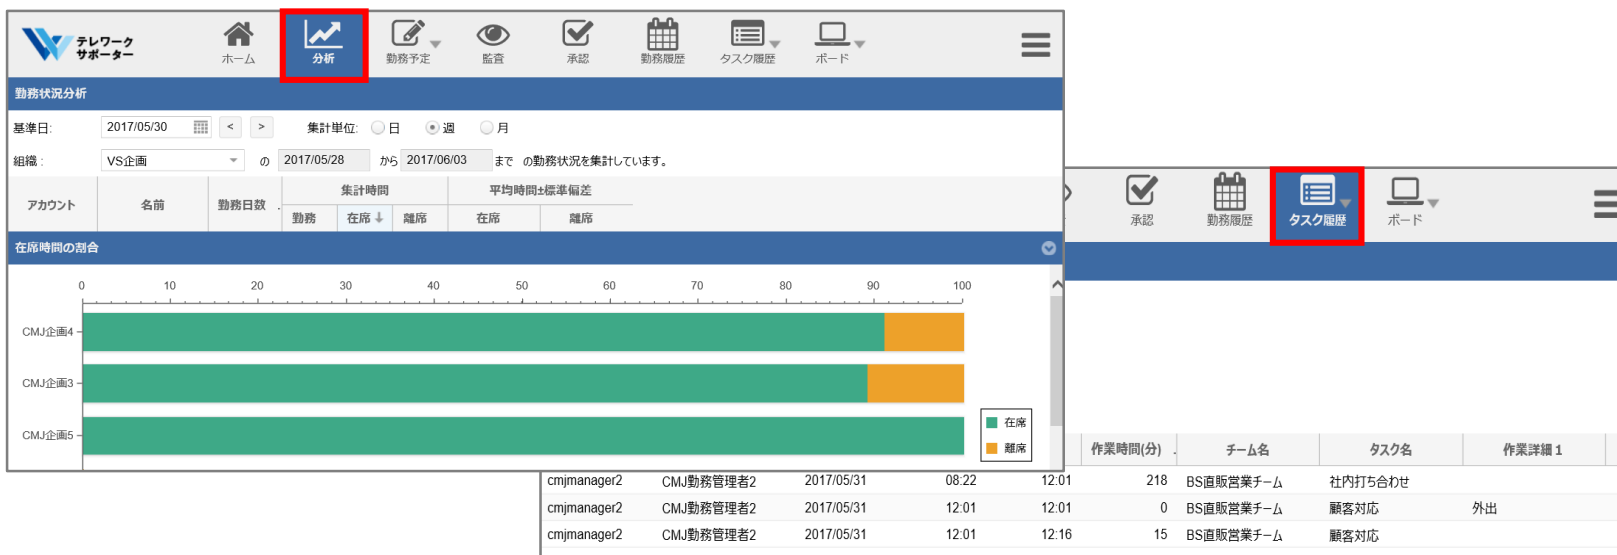 テレワーク
サポーター
ホーム 分析 勤務予定 監査 承認 勤務履歴 タスク履歴 ボード
勤務状況分析
基準日: 2017/05/30 < > 集計単位: 日 週 月
組織 : VS企画 の 2017/05/28 から 2017/06/03 まで の勤務状況を集計しています。
アカウント 名前 勤務日数 集計時間 平均時間±標準偏差
勤務 在席 離席 在席 離席
在席時間の割合
0 10 20 30 40 50 60 70 80 90 100
CMJ企画4
CMJ企画3
CMJ企画5
在席
離席
承認 勤務履歴 タスク履歴 ボード
作業時間(分) チーム名 タスク名 作業詳細 1
cmjmanager2 CMJ勤務管理者2 2017/05/31 08:22 12:01 218 BS直販営業チーム 社内打ち合わせ
cmjmanager2 CMJ勤務管理者2 2017/05/31 12:01 12:01 0 BS直販営業チーム 顧客対応 外出
cmjmanager2 CMJ勤務管理者2 2017/05/31 12:01 12:16 15 BS直販営業チーム 顧客対応